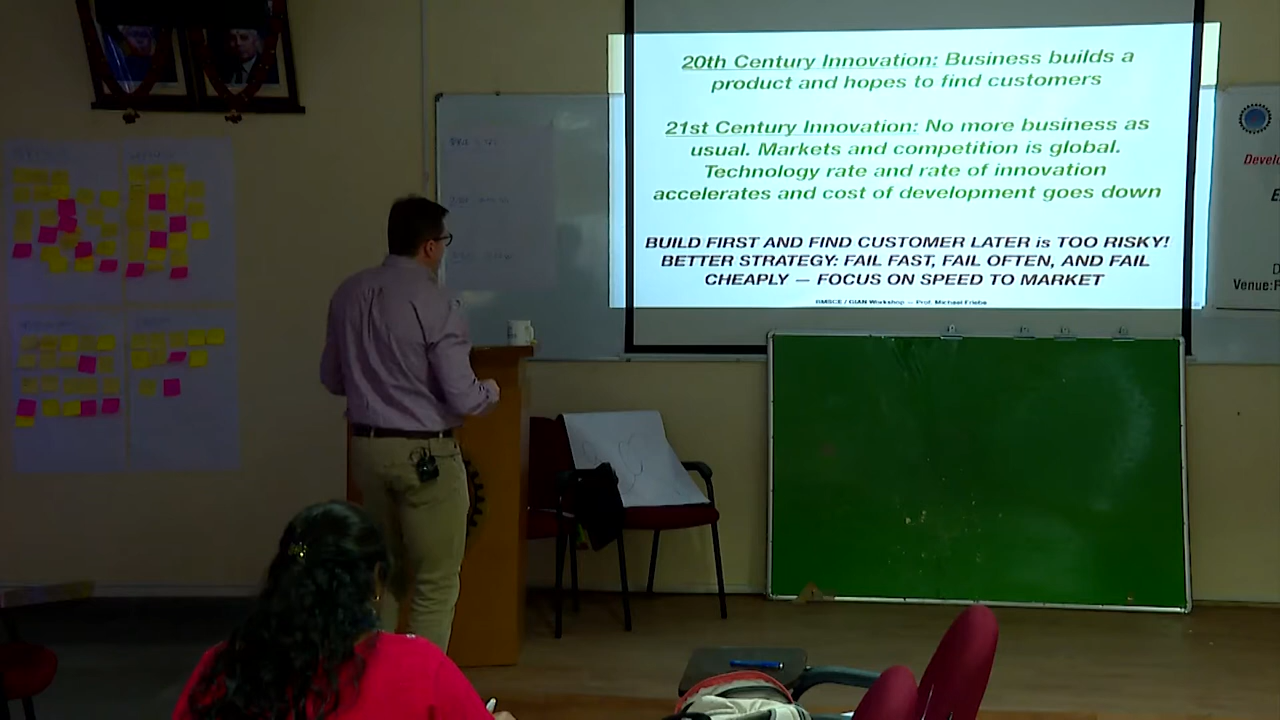 20th Century Innovation: Business builds a
product and hopes to find customers
21st Century Innovation: No more business as
usual. Markets and competition is global.
Technology rate and rate of innovation
accelerates and cost of development goes down
BUILD FIRST AND FIND CUSTOMER LATER is TOO RISKY!
BETTER STRATEGY: FAIL FAST, FAIL OFTEN, AND FAIL
CHEAPLY — FOCUS ON SPEED TO MARKET
BMSCE / GIAN Workshop — Prof. Michael Friebe
Develo
E
D
Venue:P